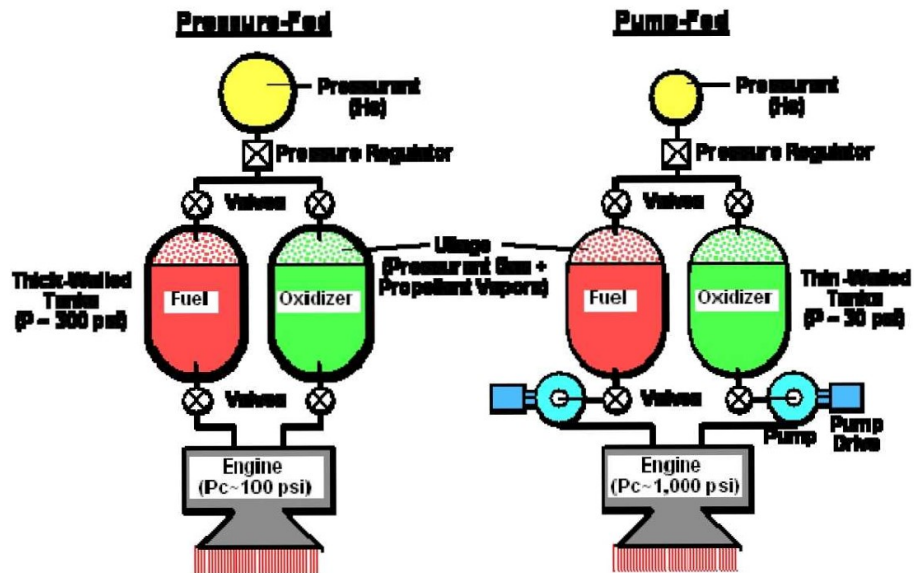 Pressure-Fed
Pressurant
(He)
Pressure Regulator
Valves
Thick-Walled
Tanks
(P ~ 300 psi)
Fuel
Oxidizer
Ullage
(Pressurant Gas +
Propellant Vapors)
Valves
Engine
(Pc~100 psi)
Pump-Fed
Pressurant
(He)
Pressure Regulator
Valves
Fuel
Oxidizer
Thin-Walled
Tanks
(P ~ 30 psi)
Valves
Pump
Pump
Drive
Engine
(Pc~1,000 psi)